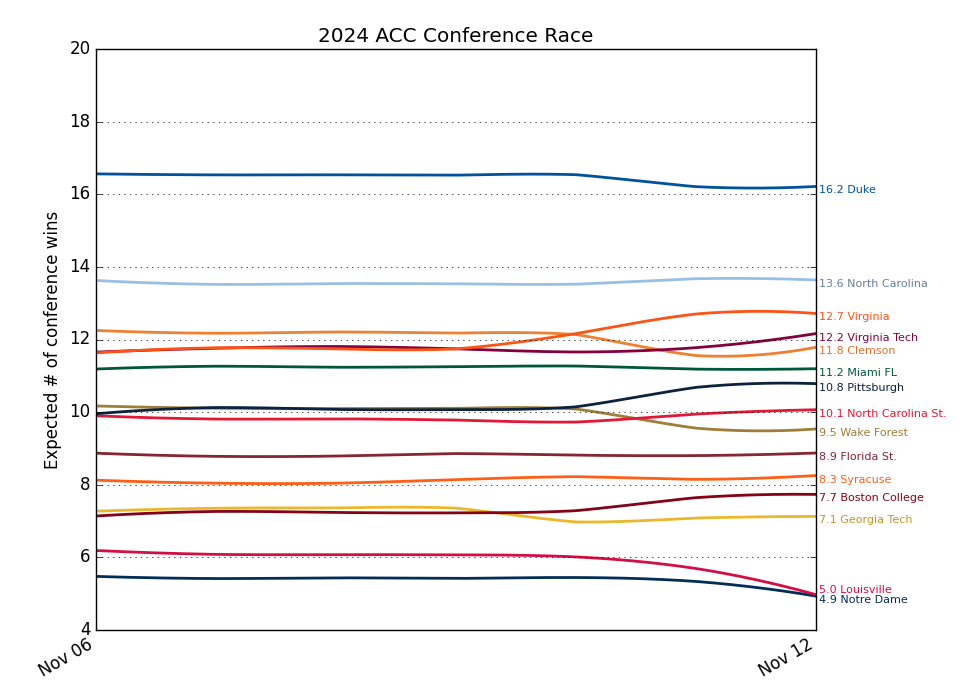 2024 ACC Conference Race
Expected # of conference wins
20
18
16
14
12
10
8
6
4
Nov 06
Nov 12
16.2 Duke
13.6 North Carolina
12.7 Virginia
12.2 Virginia Tech
11.8 Clemson
11.2 Miami FL
10.8 Pittsburgh
10.1 North Carolina St.
9.5 Wake Forest
8.9 Florida St.
8.3 Syracuse
7.7 Boston College
7.1 Georgia Tech
5.0 Louisville
4.9 Notre Dame